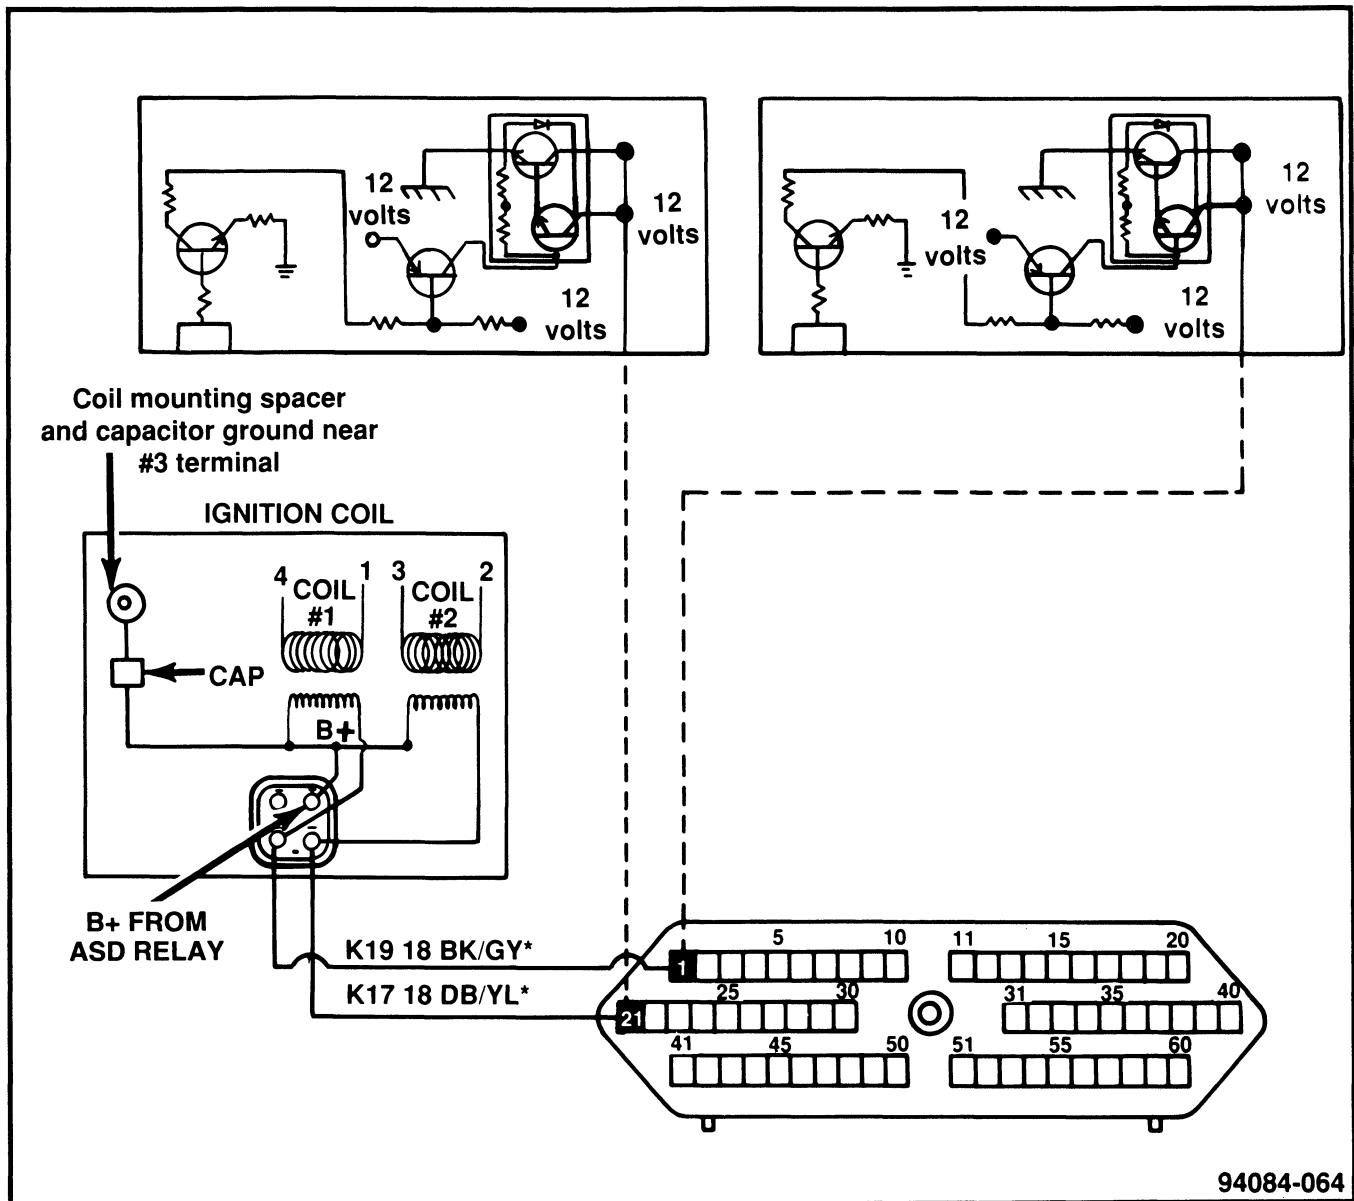 12
volts
12
volts
12
volts
12
volts
12
volts
12
volts
Coil mounting spacer
and capacitor ground near
#3 terminal
IGNITION COIL
4 1 3 2
COIL
#1
COIL
#2
CAP
B+
B+ FROM
ASD RELAY
K19 18 BK/GY*
K17 18 DB/YL*
5 10 11 15 20
1
25 30 31 35 40
21
41 45 50 51 55 60
94084-064